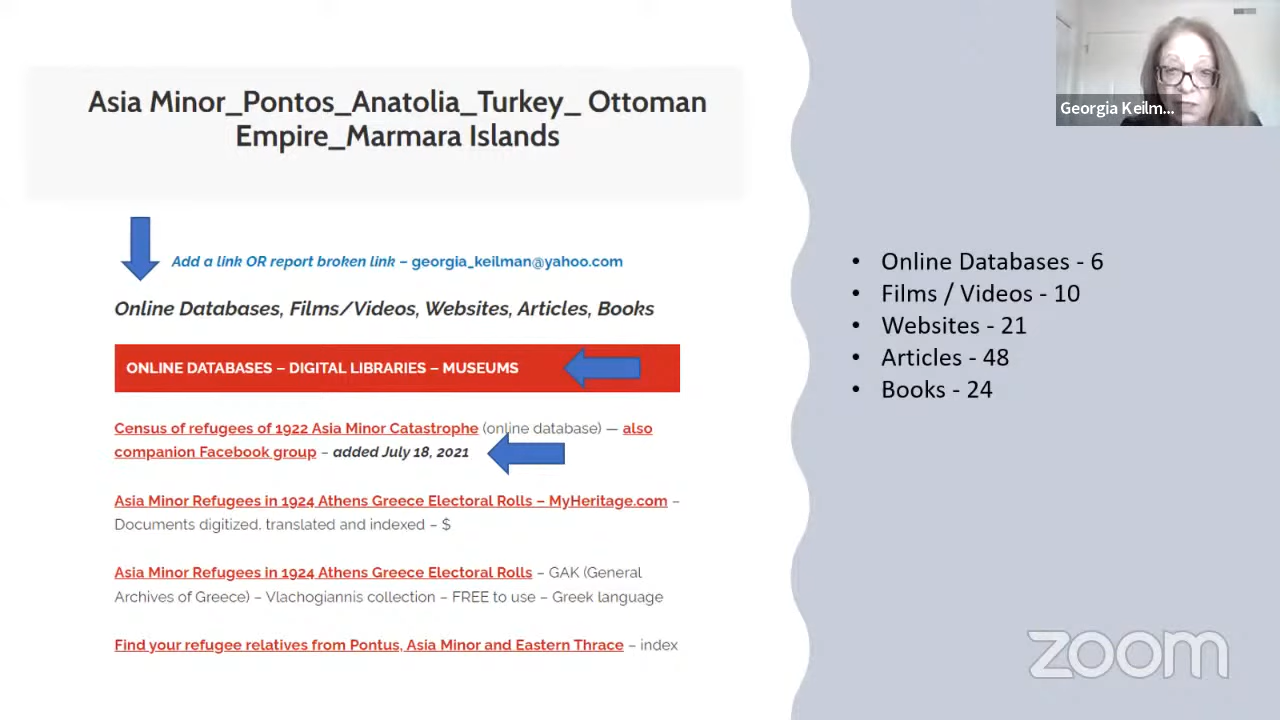 Asia Minor_Pontos_Anatolia_Turkey_ Ottoman
Empire_Marmara Islands
Add a link OR report broken link – georgia_keilman@yahoo.com
Online Databases, Films/Videos, Websites, Articles, Books
ONLINE DATABASES – DIGITAL LIBRARIES – MUSEUMS
Census of refugees of 1922 Asia Minor Catastrophe (online database) — also
companion Facebook group – added July 18, 2021
Asia Minor Refugees in 1924 Athens Greece Electoral Rolls – MyHeritage.com –
Documents digitized. translated and indexed – $
Asia Minor Refugees in 1924 Athens Greece Electoral Rolls – GAK (General
Archives of Greece) – Vlachogiannis collection – FREE to use – Greek language
Find your refugee relatives from Pontus, Asia Minor and Eastern Thrace – index
Georgia Keilm...
• Online Databases - 6
• Films / Videos - 10
• Websites - 21
• Articles - 48
• Books - 24
zoom